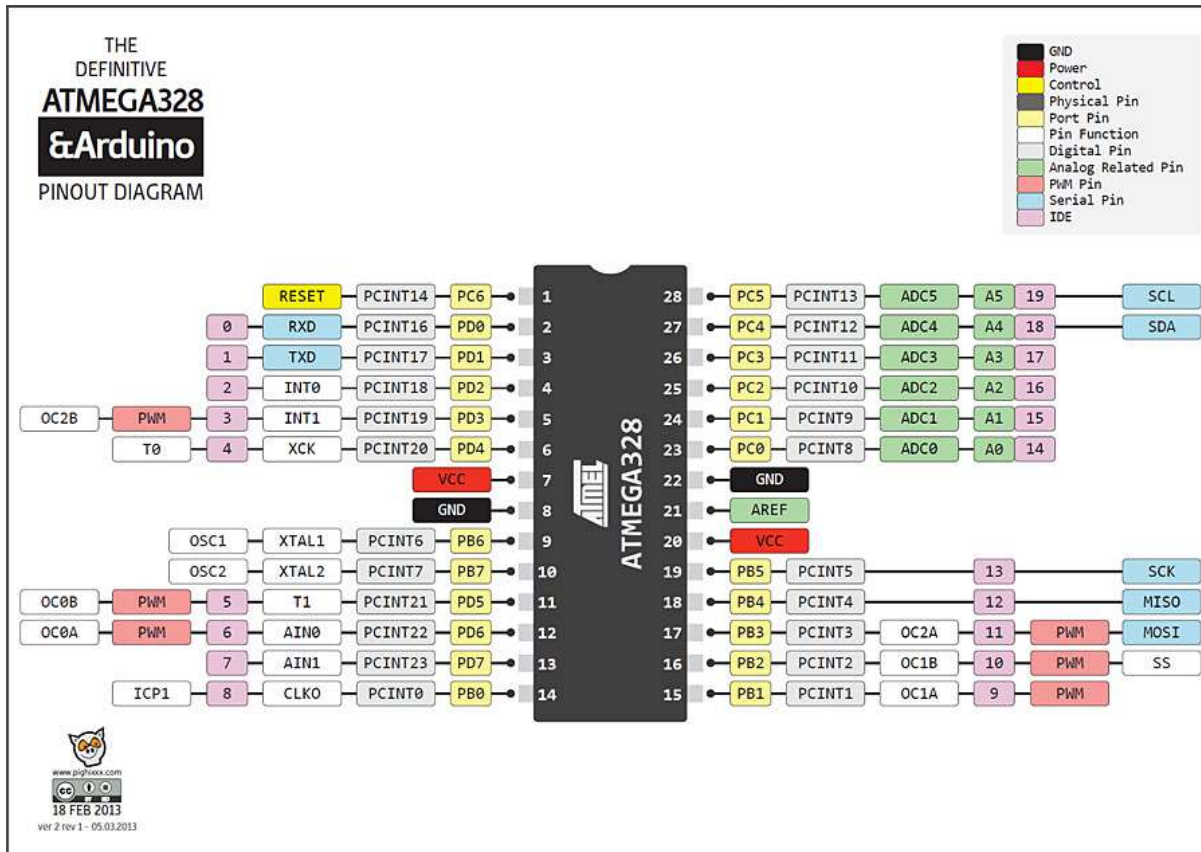 THE
DEFINITIVE
ATMEGA328
&Arduino
PINOUT DIAGRAM
GND
Power
Control
Physical Pin
Port Pin
Pin Function
Digital Pin
Analog Related Pin
PWM Pin
Serial Pin
IDE
RESET PCINT14 PC6 1 28 PC5 PCINT13 ADC5 A5 19 SCL
0 RXD PCINT16 PD0 2 27 PC4 PCINT12 ADC4 A4 18 SDA
1 TXD PCINT17 PD1 3 26 PC3 PCINT11 ADC3 A3 17
2 INT0 PCINT18 PD2 4 25 PC2 PCINT10 ADC2 A2 16
OC2B PWM 3 INT1 PCINT19 PD3 5 24 PC1 PCINT9 ADC1 A1 15
T0 4 XCK PCINT20 PD4 6 23 PC0 PCINT8 ADC0 A0 14
VCC 7 22 GND
GND 8 21 AREF
OSC1 XTAL1 PCINT6 PB6 9 20 VCC
OSC2 XTAL2 PCINT7 PB7 10 19 PB5 PCINT5 13 SCK
OC0B PWM 5 T1 PCINT21 PD5 11 18 PB4 PCINT4 12 MISO
OC0A PWM 6 AIN0 PCINT22 PD6 12 17 PB3 PCINT3 OC2A 11 PWM MOSI
7 AIN1 PCINT23 PD7 13 16 PB2 PCINT2 OC1B 10 PWM SS
ICP1 8 CLKO PCINT0 PB0 14 15 PB1 PCINT1 OC1A 9 PWM
ATMEL
ATMEGA328
www.pighixxx.com
cc
18 FEB 2013
ver 2 rev 1 - 05.03.2013